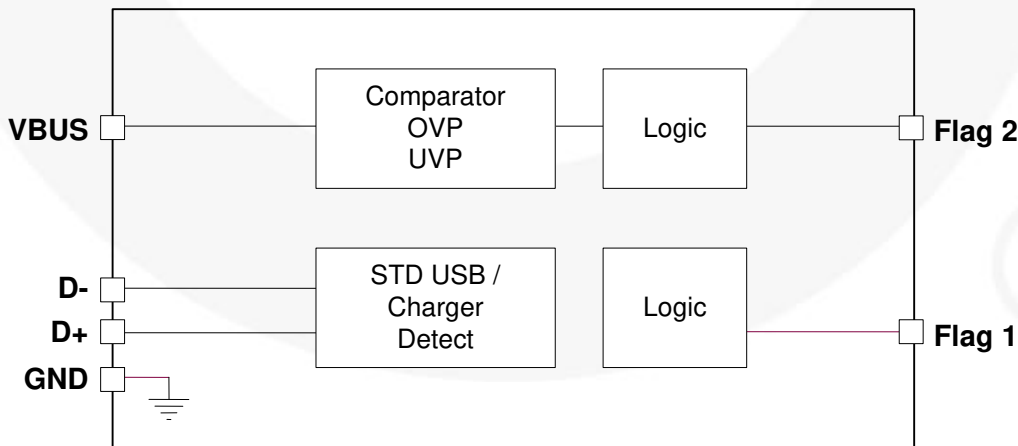 VBUS
Comparator
OVP
UVP
Logic
Flag 2
D-
D+
GND
STD USB /
Charger
Detect
Logic
Flag 1